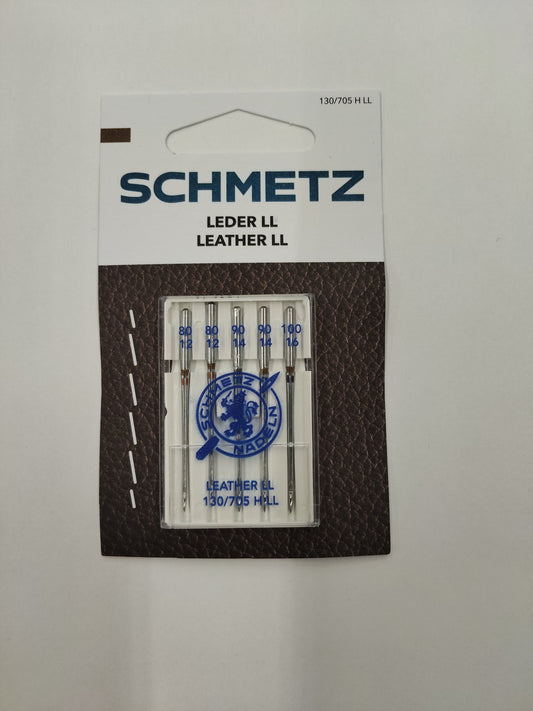 130/705 H LL
SCHMETZ
LEDER LL
LEATHER LL
80 80 90 90 100
12 12 14 14 16
SCHMETZ
NADELN
LEATHER LL
130/705 H LL